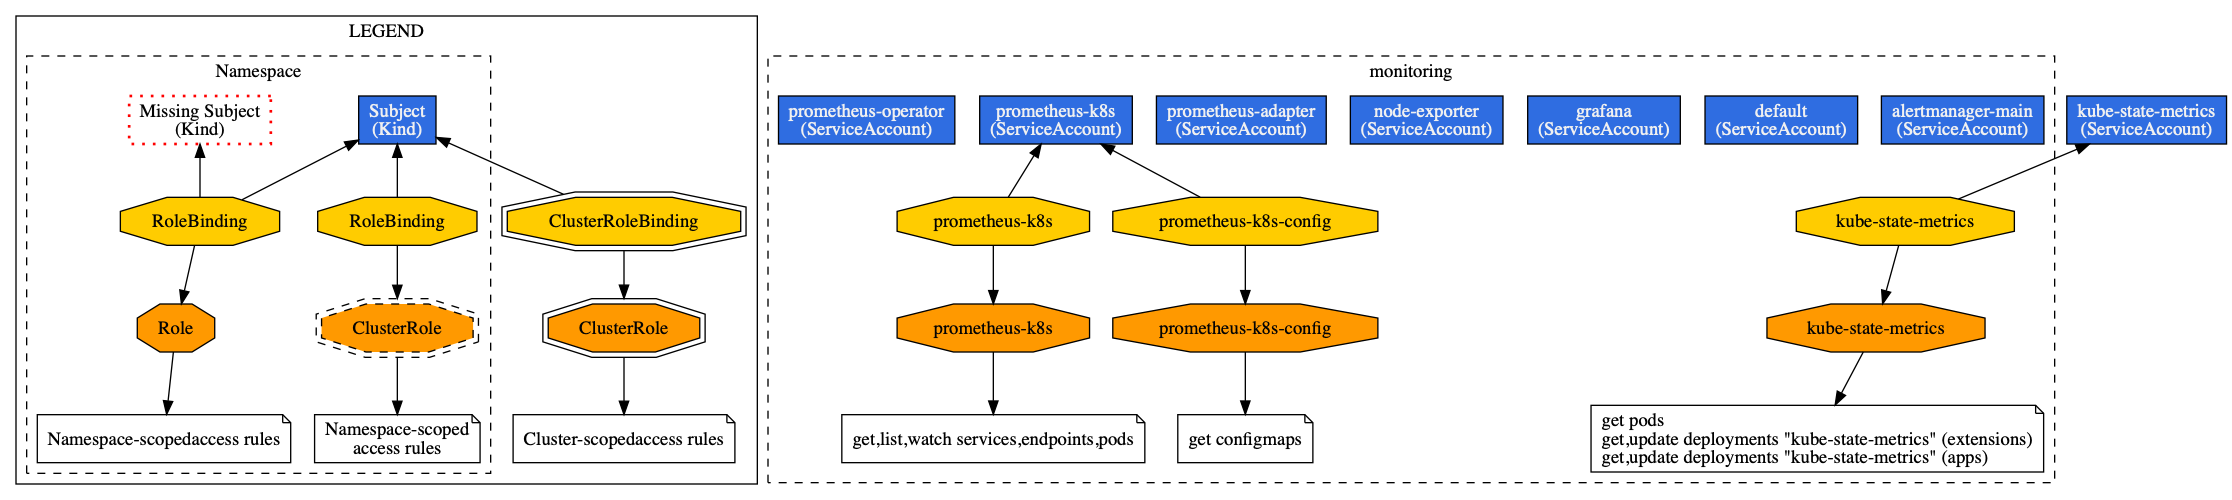 LEGEND
Namespace
Missing Subject
(Kind)
Subject
(Kind)
RoleBinding
RoleBinding
ClusterRoleBinding
Role
ClusterRole
ClusterRole
Namespace-scopedaccess rules
Namespace-scoped
access rules
Cluster-scopedaccess rules
monitoring
prometheus-operator
(ServiceAccount)
prometheus-k8s
(ServiceAccount)
prometheus-adapter
(ServiceAccount)
node-exporter
(ServiceAccount)
grafana
(ServiceAccount)
default
(ServiceAccount)
alertmanager-main
(ServiceAccount)
kube-state-metrics
(ServiceAccount)
prometheus-k8s
prometheus-k8s-config
kube-state-metrics
prometheus-k8s
prometheus-k8s-config
kube-state-metrics
get,list,watch services,endpoints,pods
get configmaps
get pods
get,update deployments "kube-state-metrics" (extensions)
get,update deployments "kube-state-metrics" (apps)